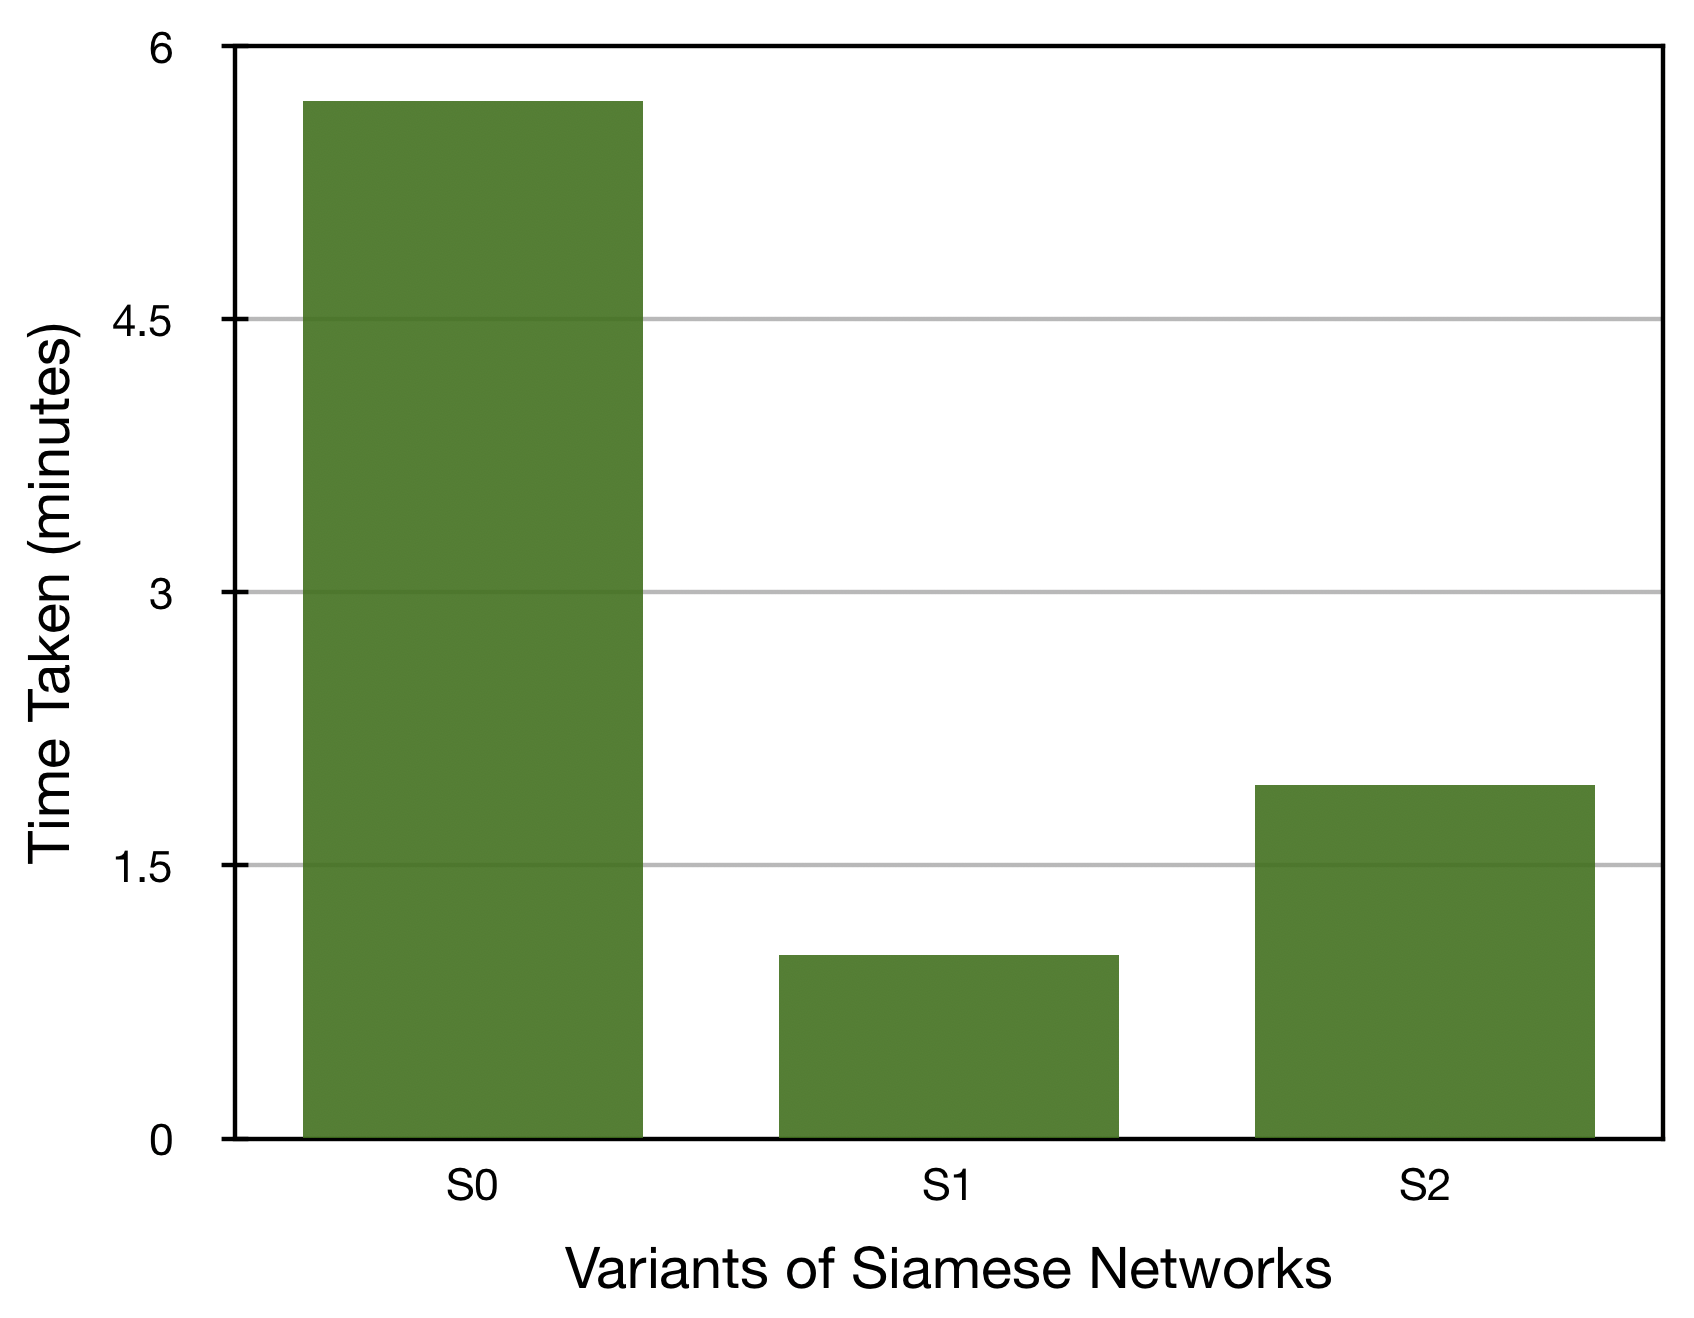 6
4.5
3
1.5
0
Time Taken (minutes)
S0 S1 S2
Variants of Siamese Networks